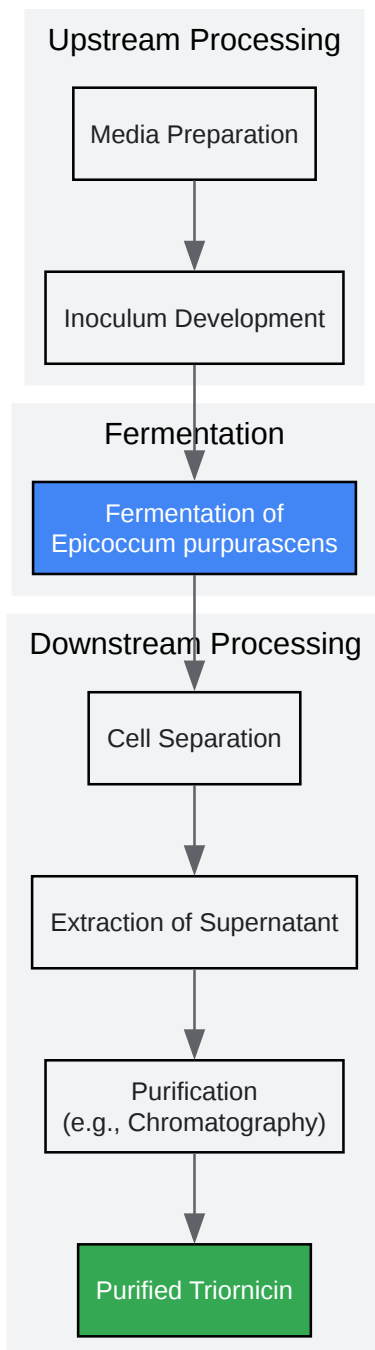 Upstream Processing
Media Preparation
Inoculum Development
Fermentation
Fermentation of
Epicoccum purpurascens
Downstream Processing
Cell Separation
Extraction of Supernatant
Purification
(e.g., Chromatography)
Purified Triornicin